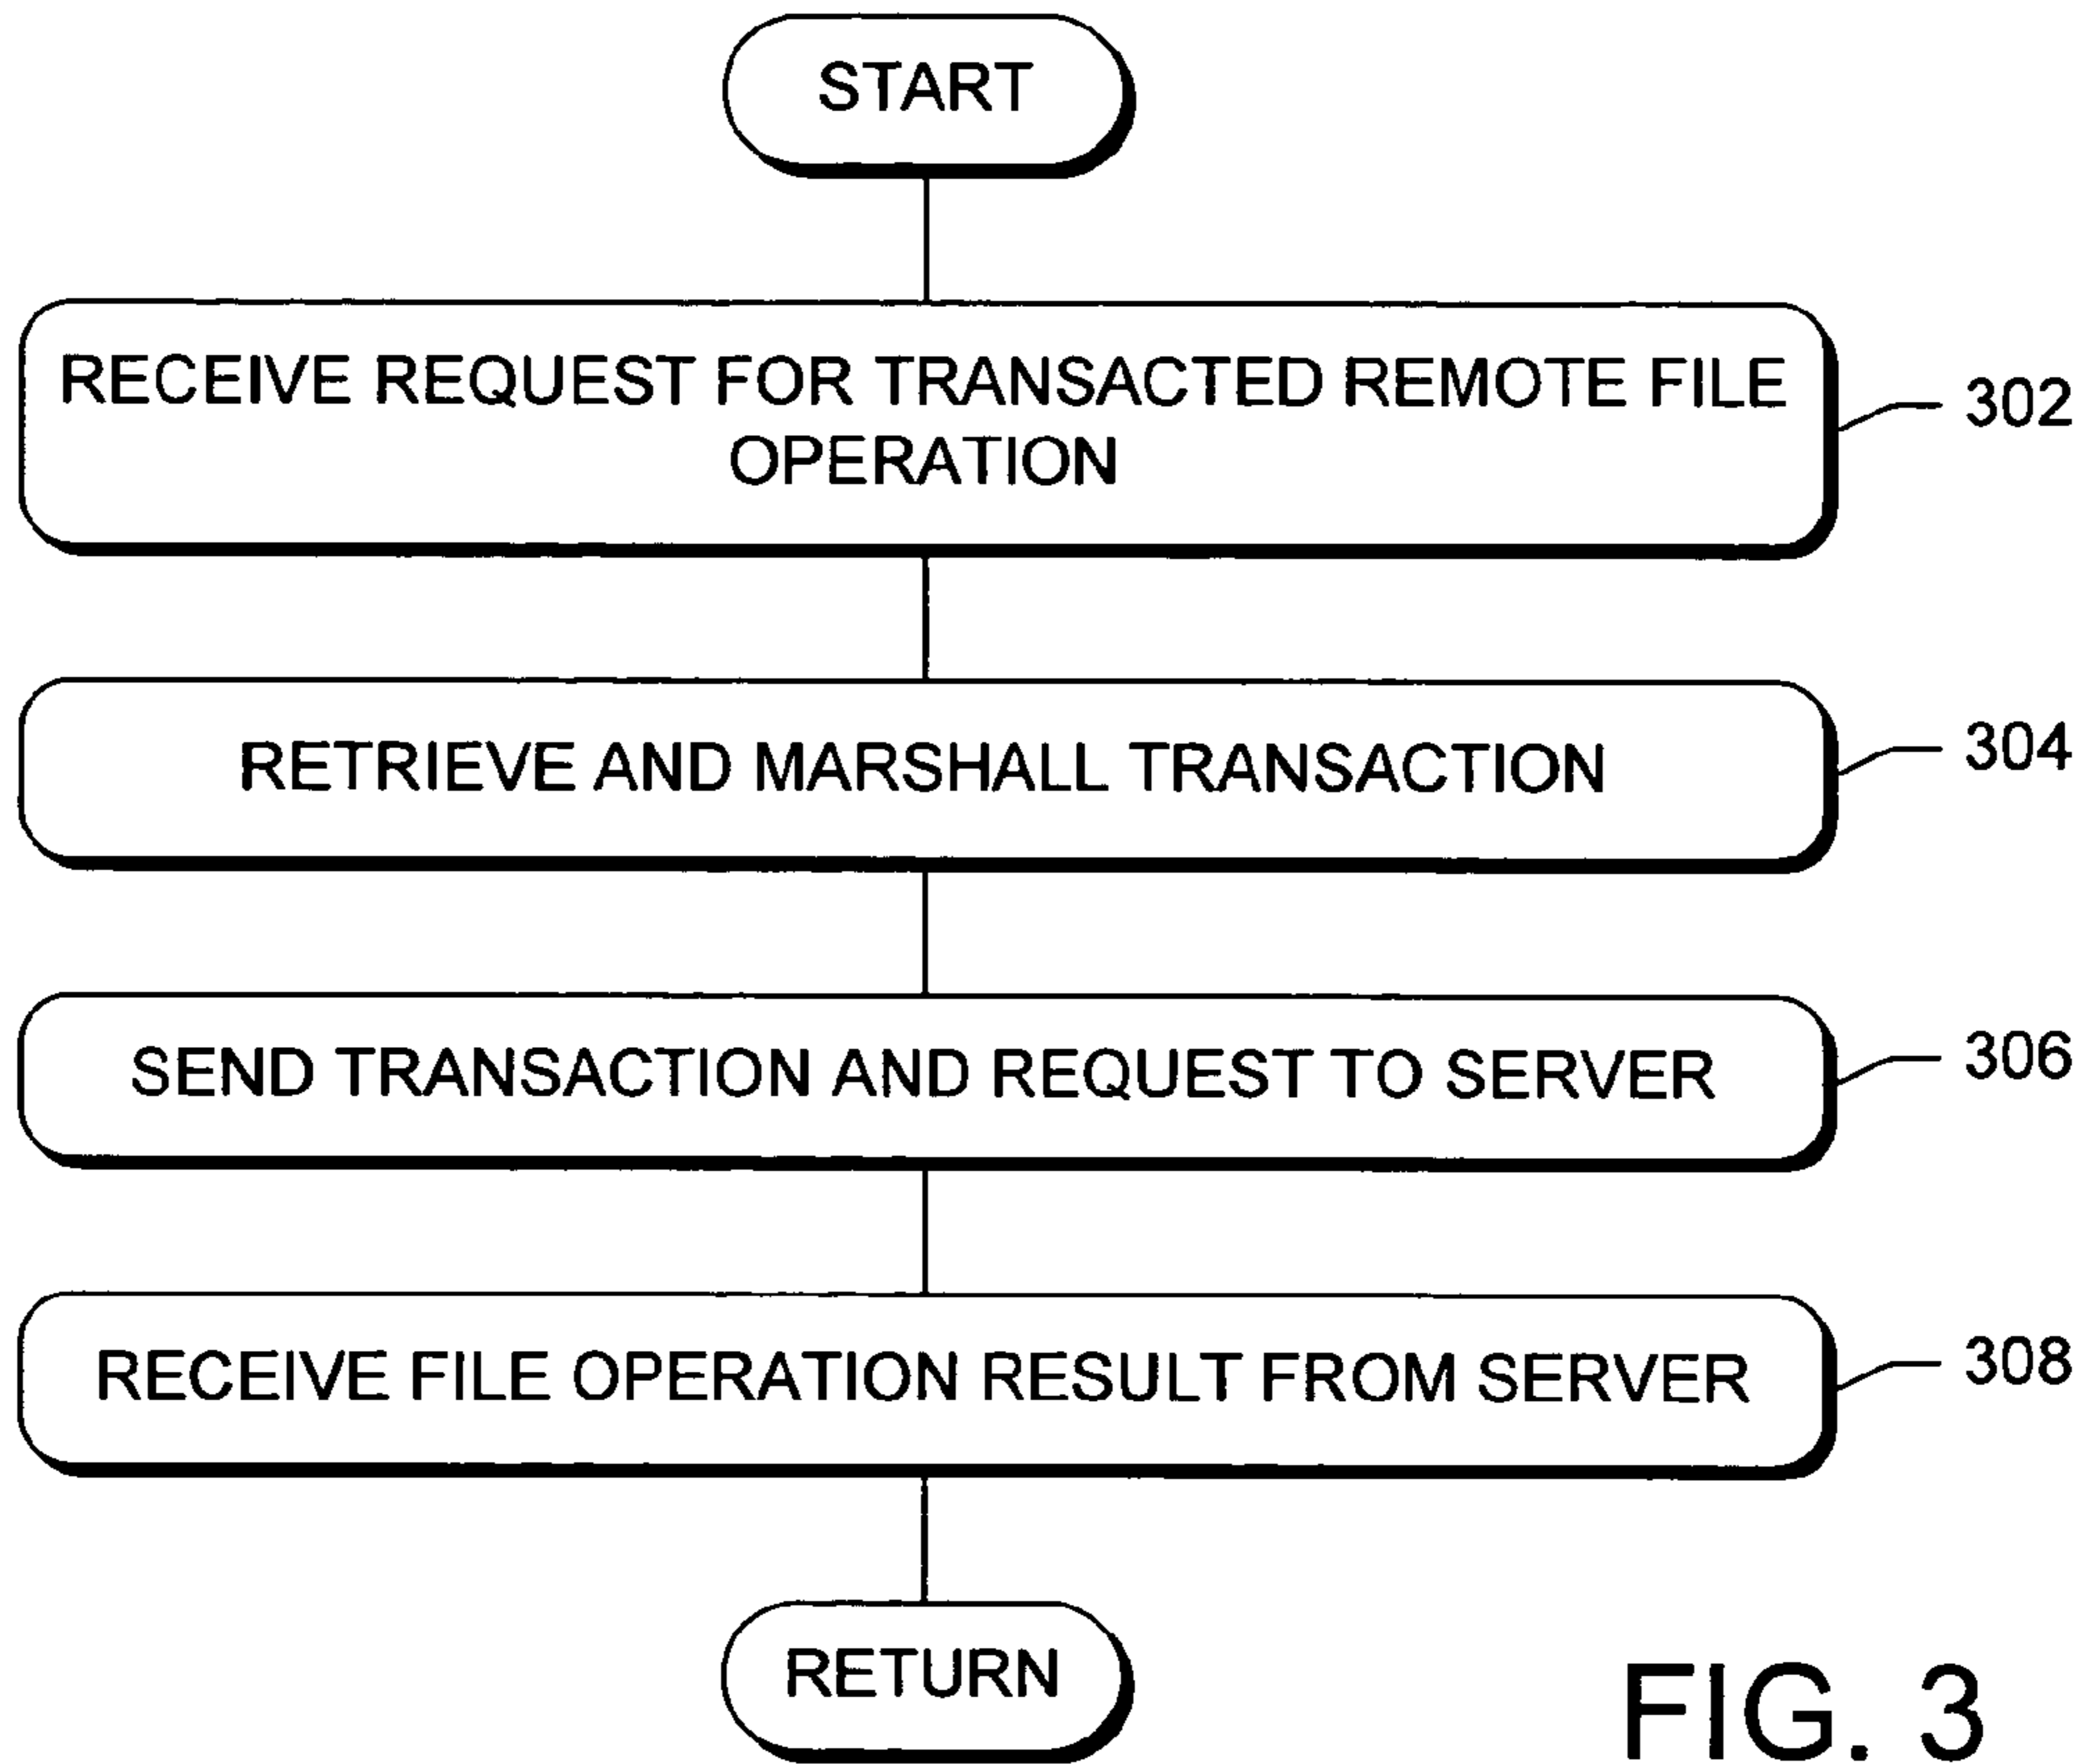 START
RECEIVE REQUEST FOR TRANSACTED REMOTE FILE
OPERATION
302
RETRIEVE AND MARSHALL TRANSACTION
304
SEND TRANSACTION AND REQUEST TO SERVER
306
RECEIVE FILE OPERATION RESULT FROM SERVER
308
RETURN
FIG. 3